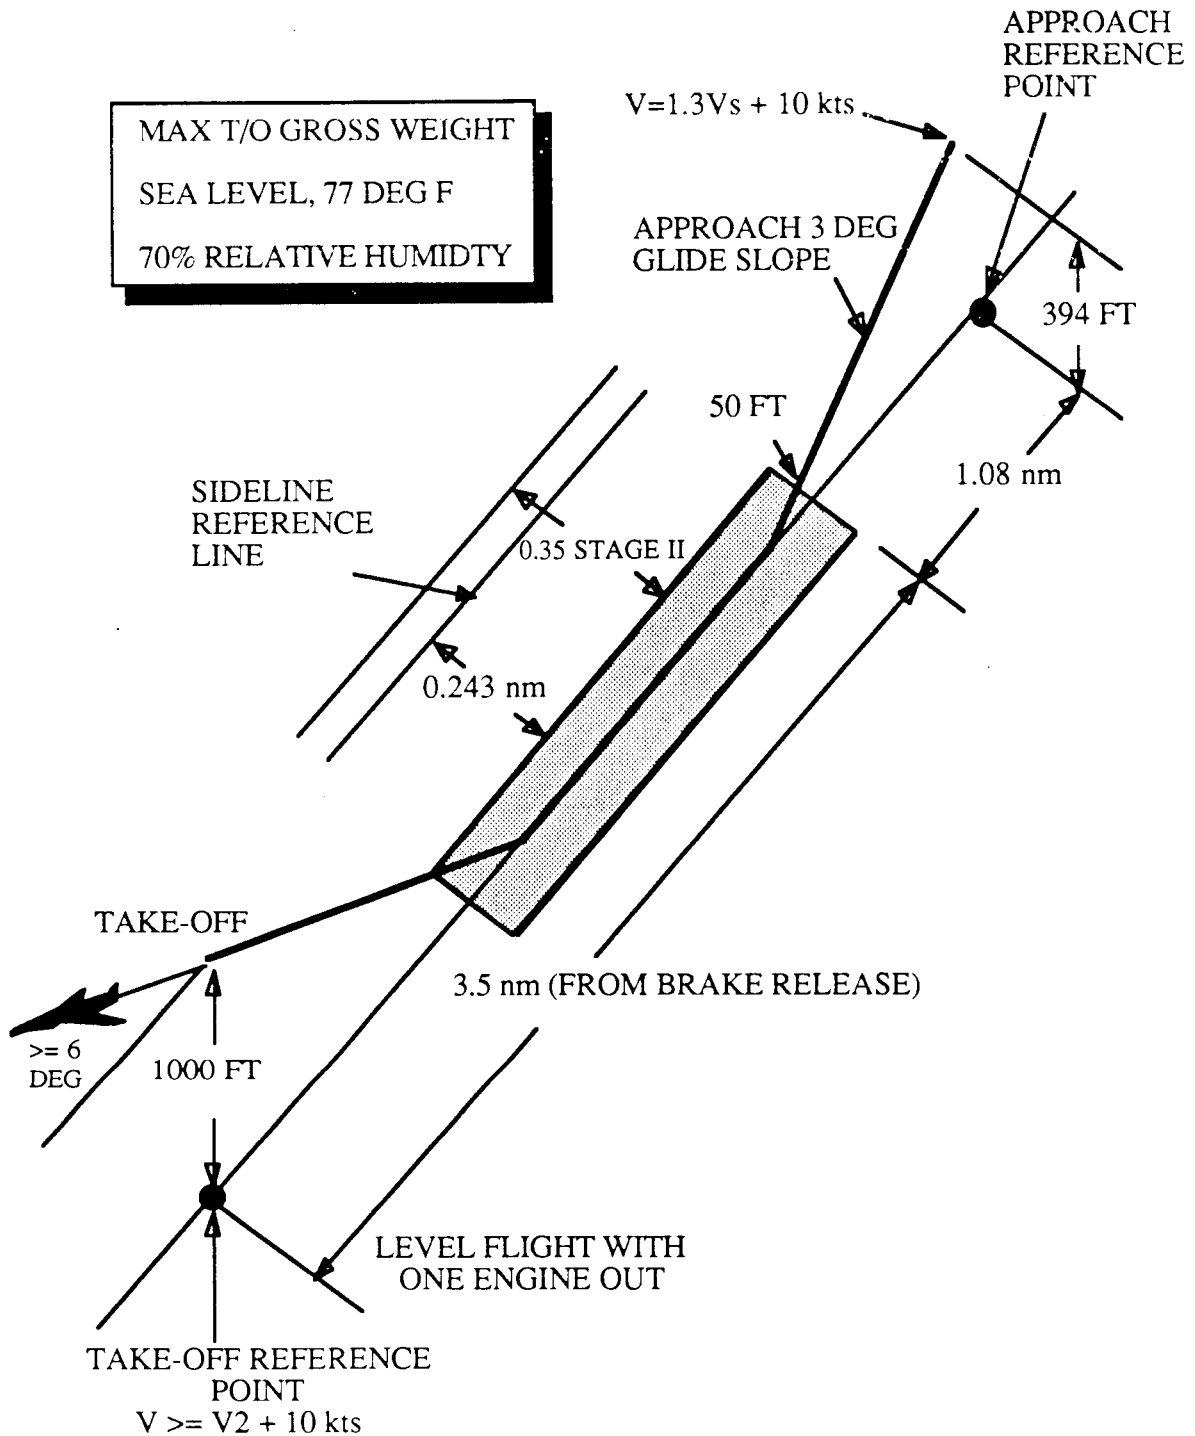 APPROACH
REFERENCE
POINT
V=1.3Vs + 10 kts
MAX T/O GROSS WEIGHT
SEA LEVEL, 77 DEG F
70% RELATIVE HUMIDTY
APPROACH 3 DEG
GLIDE SLOPE
394 FT
50 FT
1.08 nm
SIDELINE
REFERENCE
LINE
0.35 STAGE II
0.243 nm
TAKE-OFF
3.5 nm (FROM BRAKE RELEASE)
>= 6
DEG
1000 FT
LEVEL FLIGHT WITH
ONE ENGINE OUT
TAKE-OFF REFERENCE
POINT
V >= V2 + 10 kts